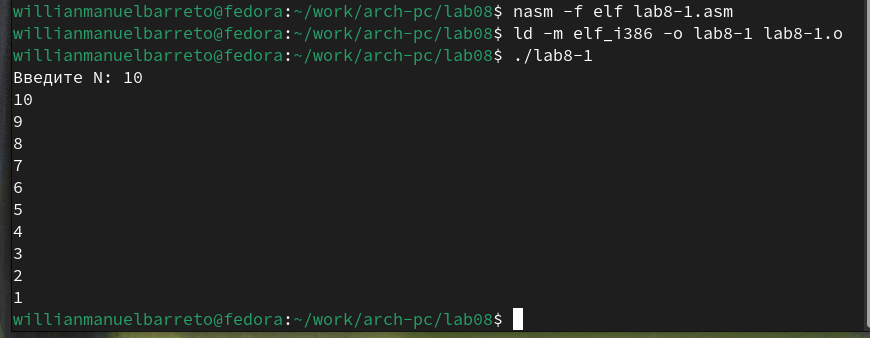 willianmanuelbarreto@fedora:~/work/arch-pc/lab08$ nasm -f elf lab8-1.asm
willianmanuelbarreto@fedora:~/work/arch-pc/lab08$ ld -m elf_i386 -o lab8-1 lab8-1.o
willianmanuelbarreto@fedora:~/work/arch-pc/lab08$ ./lab8-1
Введите N: 10
10
9
8
7
6
5
4
3
2
1
willianmanuelbarreto@fedora:~/work/arch-pc/lab08$